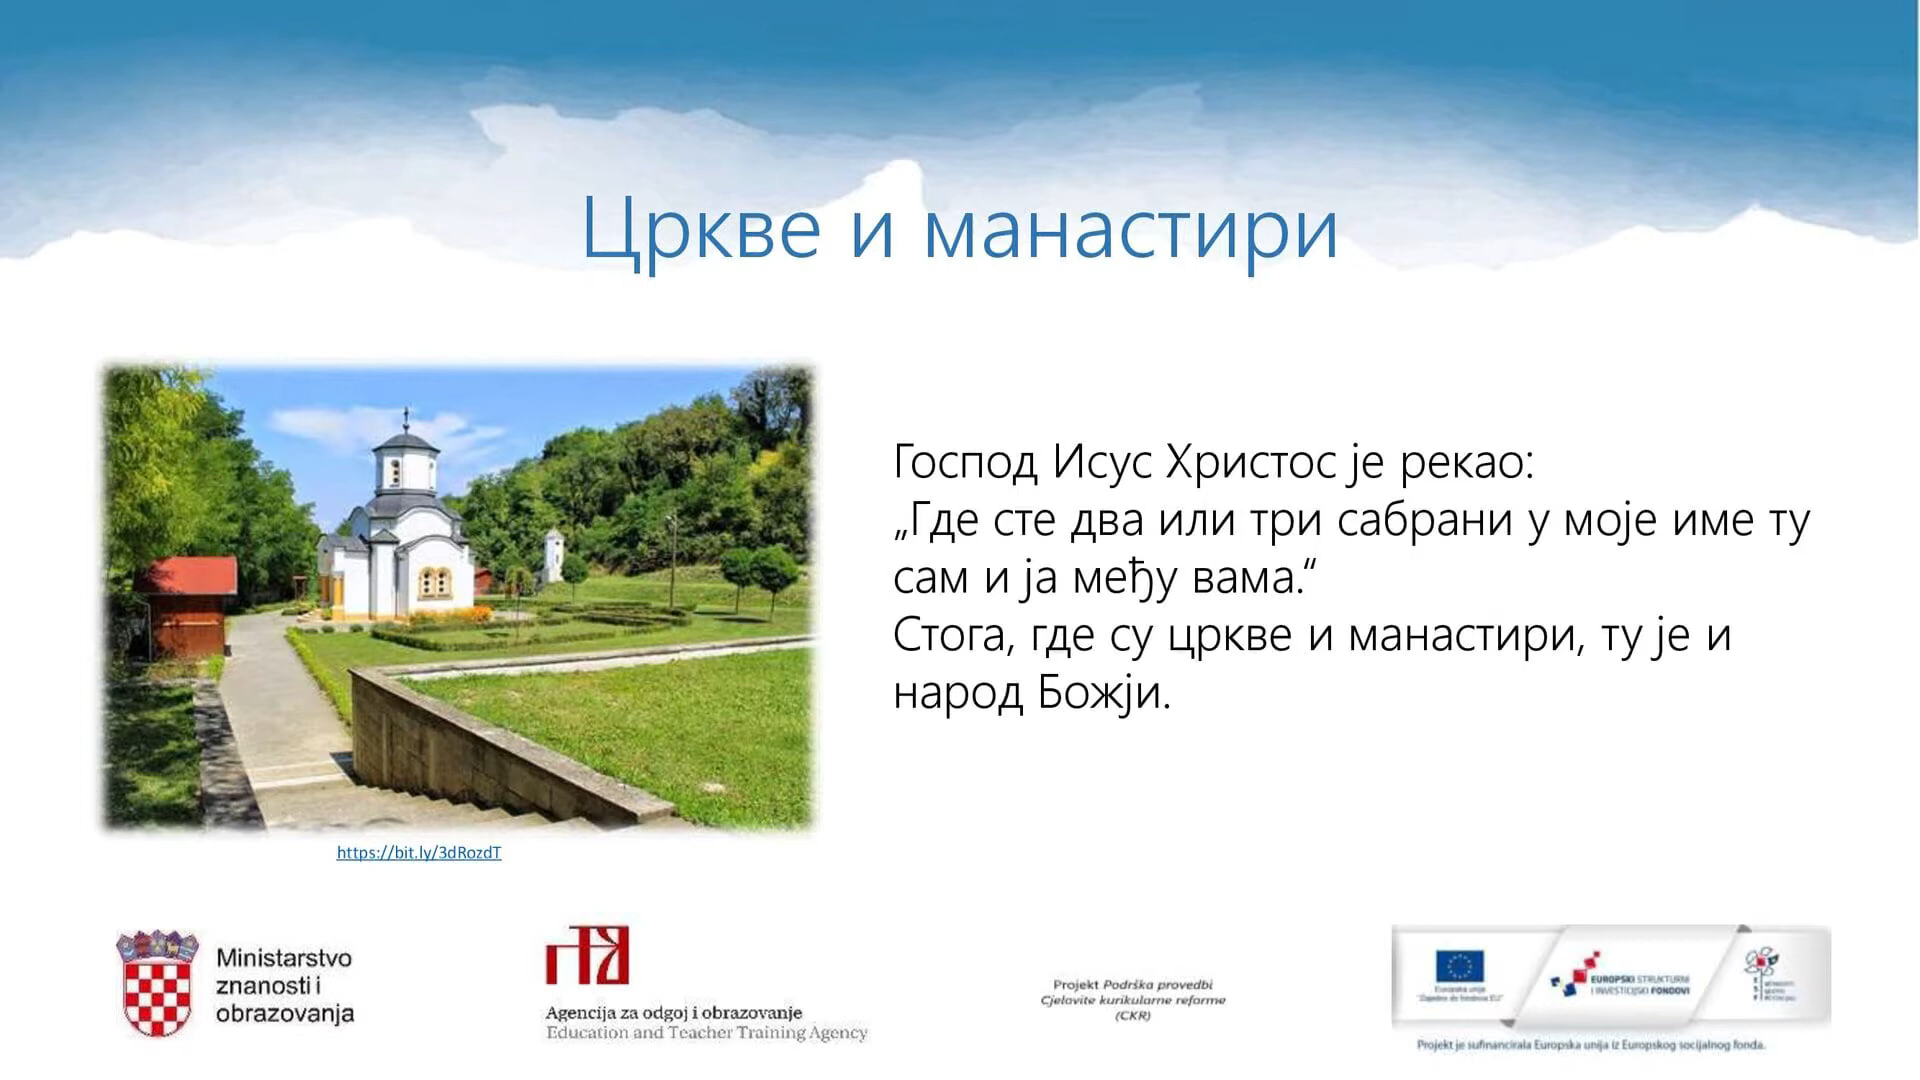 Цркве и манастири
Господ Исус Христос је рекао:
„Где сте два или три сабрани у моје име ту
сам и ја међу вама.“
Стога, где су цркве и манастири, ту је и
народ Божји.
https://bit.ly/3dRozdT
Ministarstvo
znanosti i
obrazovanja
Agencija za odgoj i obrazovanje
Education and Teacher Training Agency
Projekt Podrška provedbi
Cjelovite kurikularne reforme
(CKR)
Europska unija
EUROPSKI STRUKTURNI
I INVESTICIJSKI FONDOVI
Projekt je sufinancirala Europska unija iz Europskog socijalnog fonda.